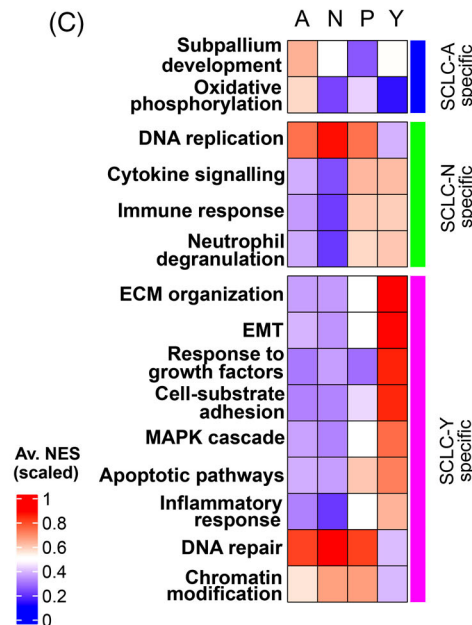 (C)
A N P Y
Subpallium
development
Oxidative
phosphorylation
SCLC-A
specific
DNA replication
Cytokine signalling
Immune response
Neutrophil
degranulation
SCLC-N
specific
ECM organization
EMT
Response to
growth factors
Cell-substrate
adhesion
MAPK cascade
Apoptotic pathways
Inflammatory
response
DNA repair
Chromatin
modification
SCLC-Y
specific
Av. NES
(scaled)
1
0.8
0.6
0.4
0.2
0